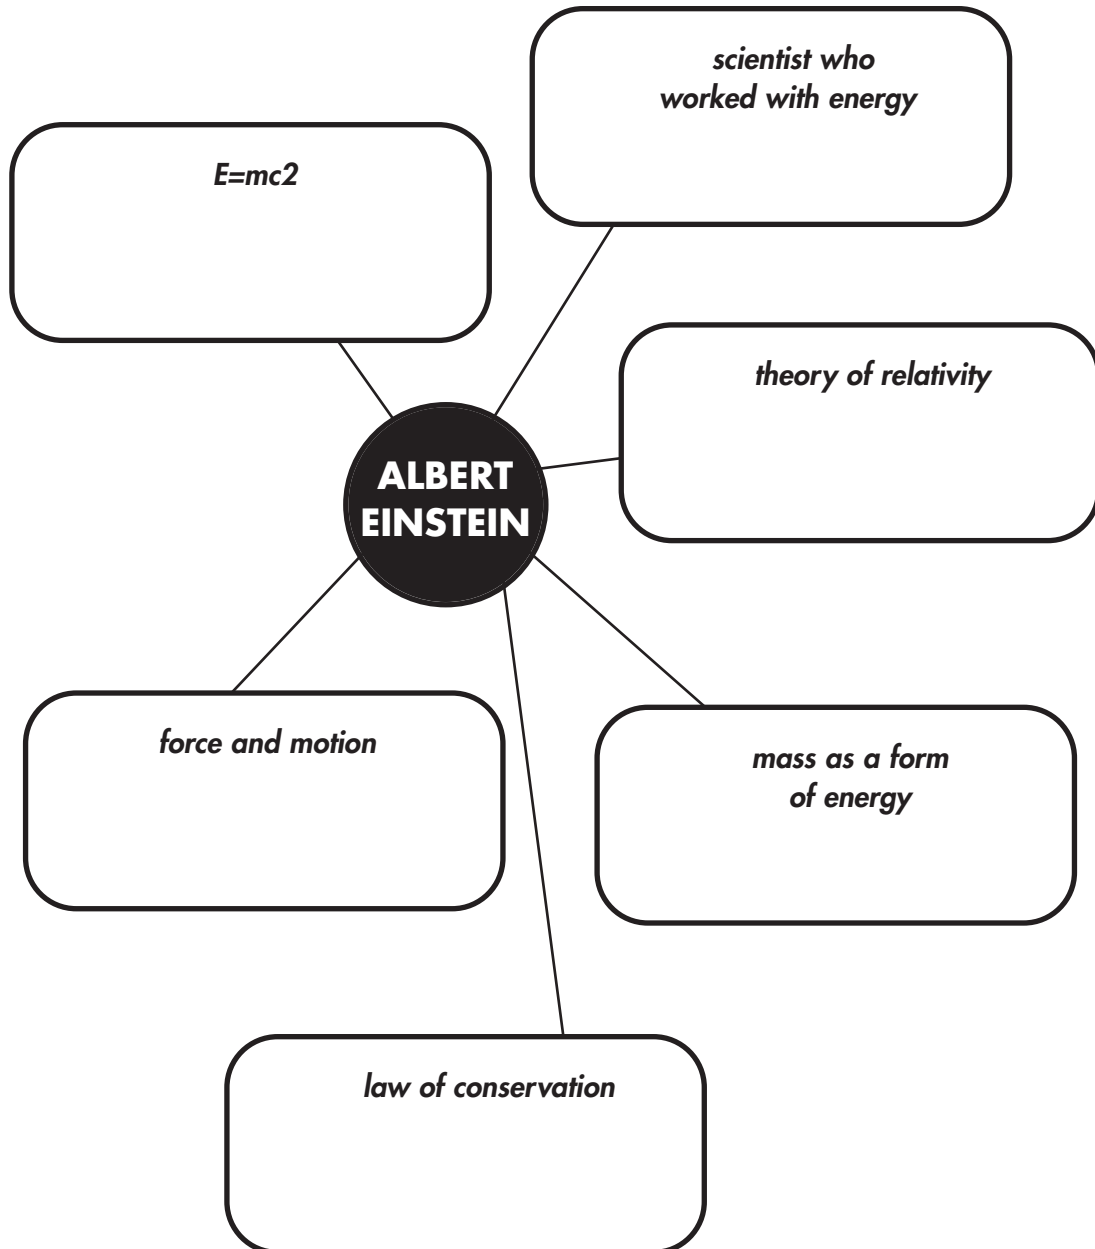 scientist who
worked with energy
E=mc2
theory of relativity
ALBERT
EINSTEIN
force and motion
mass as a form
of energy
law of conservation